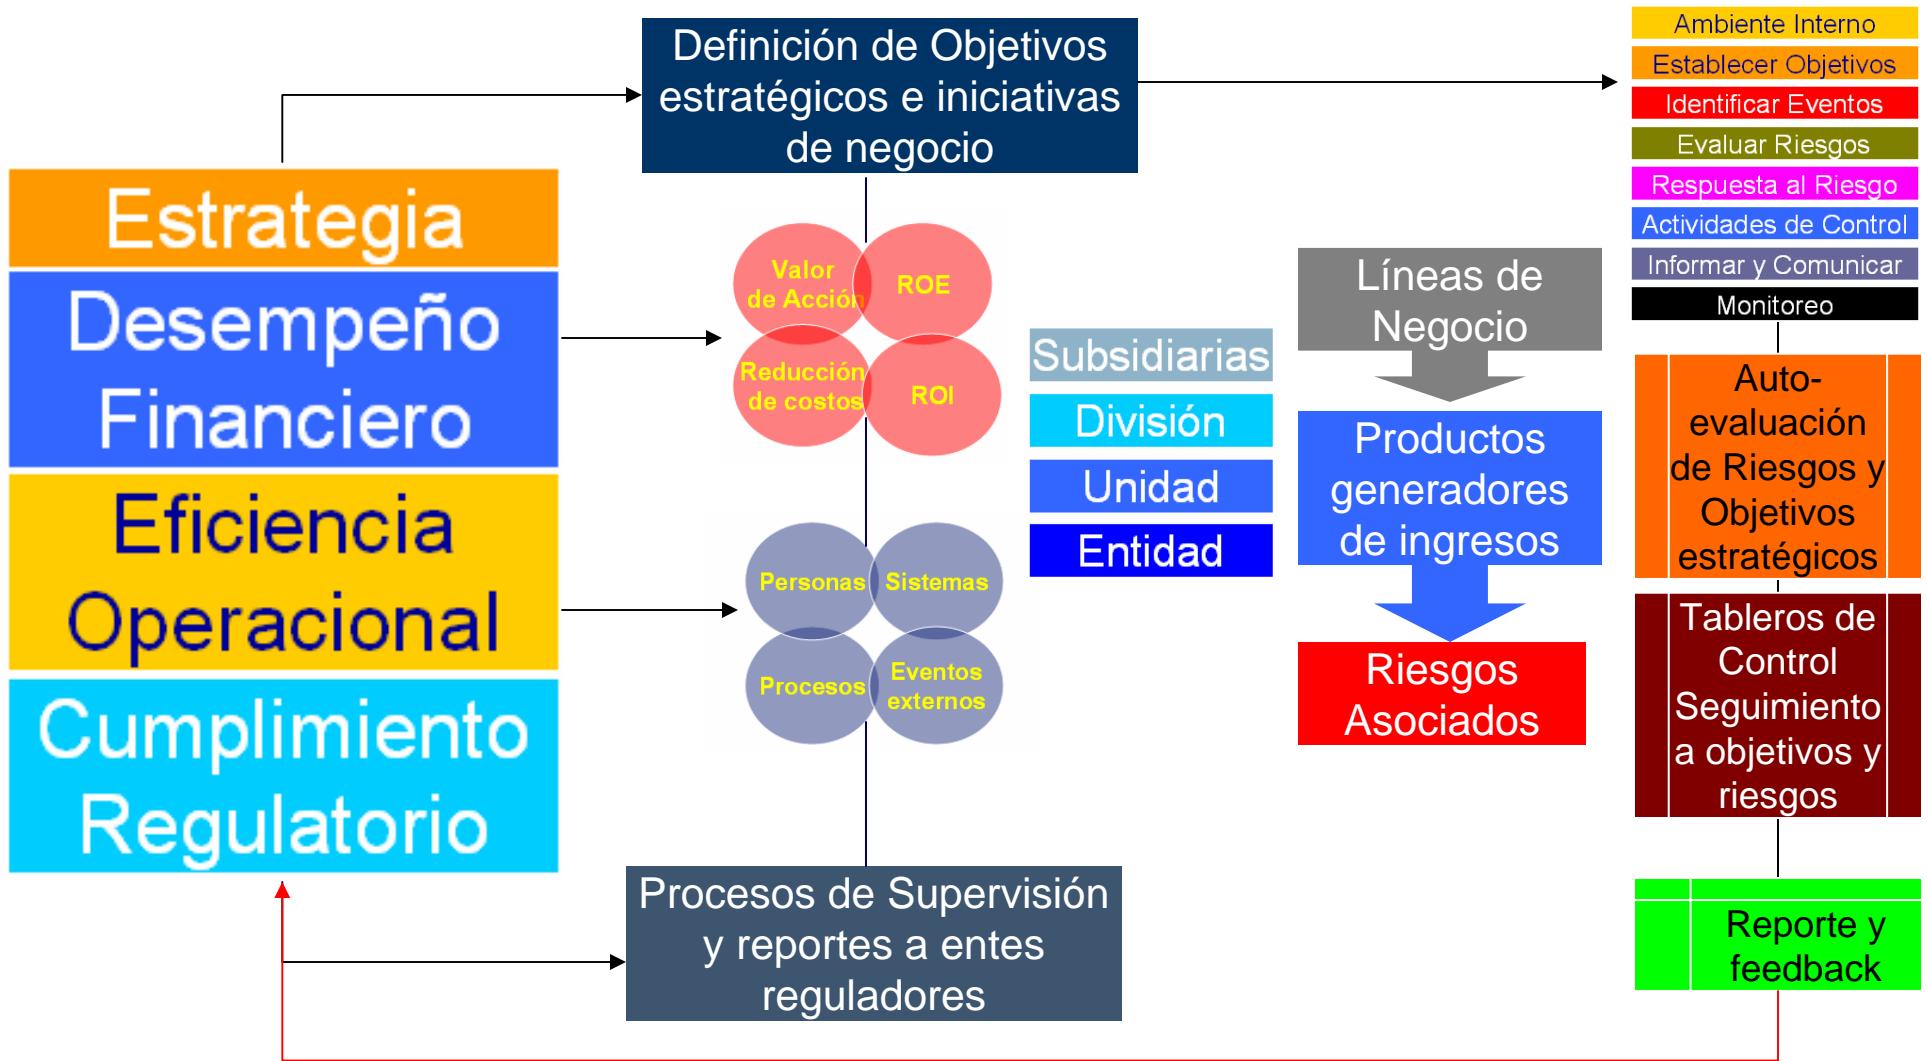 Estrategia
Desempeño
Financiero
Eficiencia
Operacional
Cumplimiento
Regulatorio
Definición de Objetivos
estratégicos e iniciativas
de negocio
Valor
de Acción
ROE
Reducción
de costos
ROI
Personas
Sistemas
Procesos
Eventos
externos
Procesos de Supervisión
y reportes a entes
reguladores
Subsidiarias
División
Unidad
Entidad
Líneas de
Negocio
Productos
generadores
de ingresos
Riesgos
Asociados
Ambiente Interno
Establecer Objetivos
Identificar Eventos
Evaluar Riesgos
Respuesta al Riesgo
Actividades de Control
Informar y Comunicar
Monitoreo
Auto-
evaluación
de Riesgos y
Objetivos
estratégicos
Tableros de
Control
Seguimiento
a objetivos y
riesgos
Reporte y
feedback